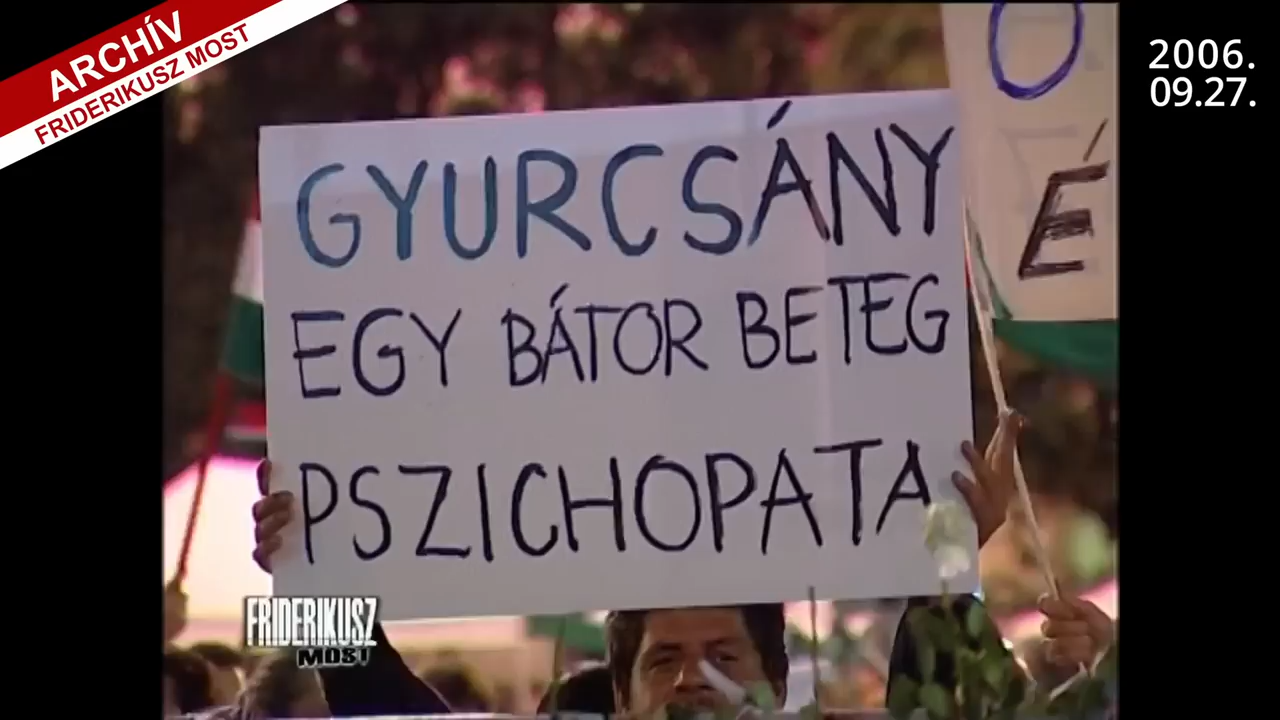 ARCHÍV
FRIDERIKUSZ MOST
2006.
09.27.
GYURCSÁNY
EGY BÁTOR BETEG
PSZICHOPATA
Ó
É
FRIDERIKUSZ
MOST